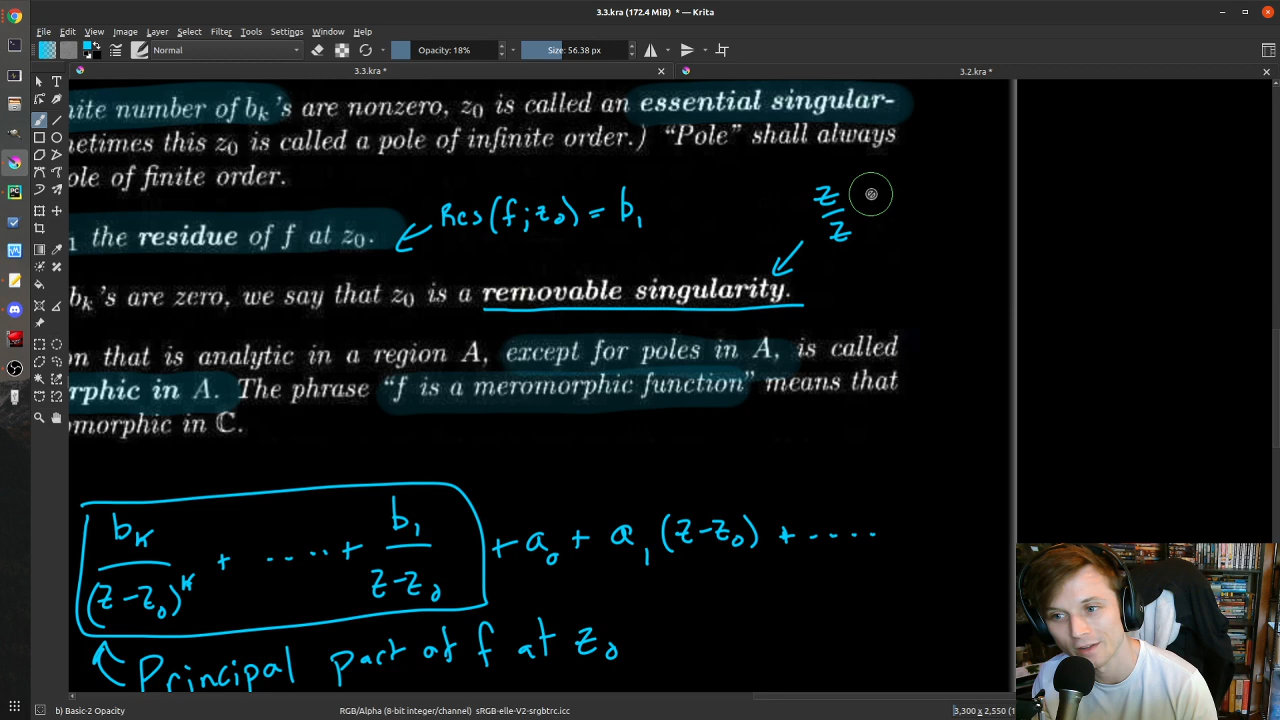 3.3.kra (172.4 MiB) * — Krita
File Edit View Image Layer Select Filter Tools Settings Window Help
Normal Opacity: 18% Size: 56.38 px
3.3.kra * 3.2.kra *
nite number of bₖ's are nonzero, z₀ is called an essential singular-
netimes this z₀ is called a pole of infinite order.) “Pole” shall always
ole of finite order.
Res(f;z₀) = b₁
z
z
₁ the residue of f at z₀.
bₖ's are zero, we say that z₀ is a removable singularity.
on that is analytic in a region A, except for poles in A, is called
rphic in A. The phrase “f is a meromorphic function” means that
omorphic in ℂ.
bₖ/(z-z₀)ᵏ + ..... + b₁/z-z₀ + a₀ + a₁(z-z₀) + ....
Principal part of f at z₀
b) Basic-2 Opacity RGB/Alpha (8-bit integer/channel) sRGB-elle-V2-srgbtrc.icc 3,300 x 2,550 (1